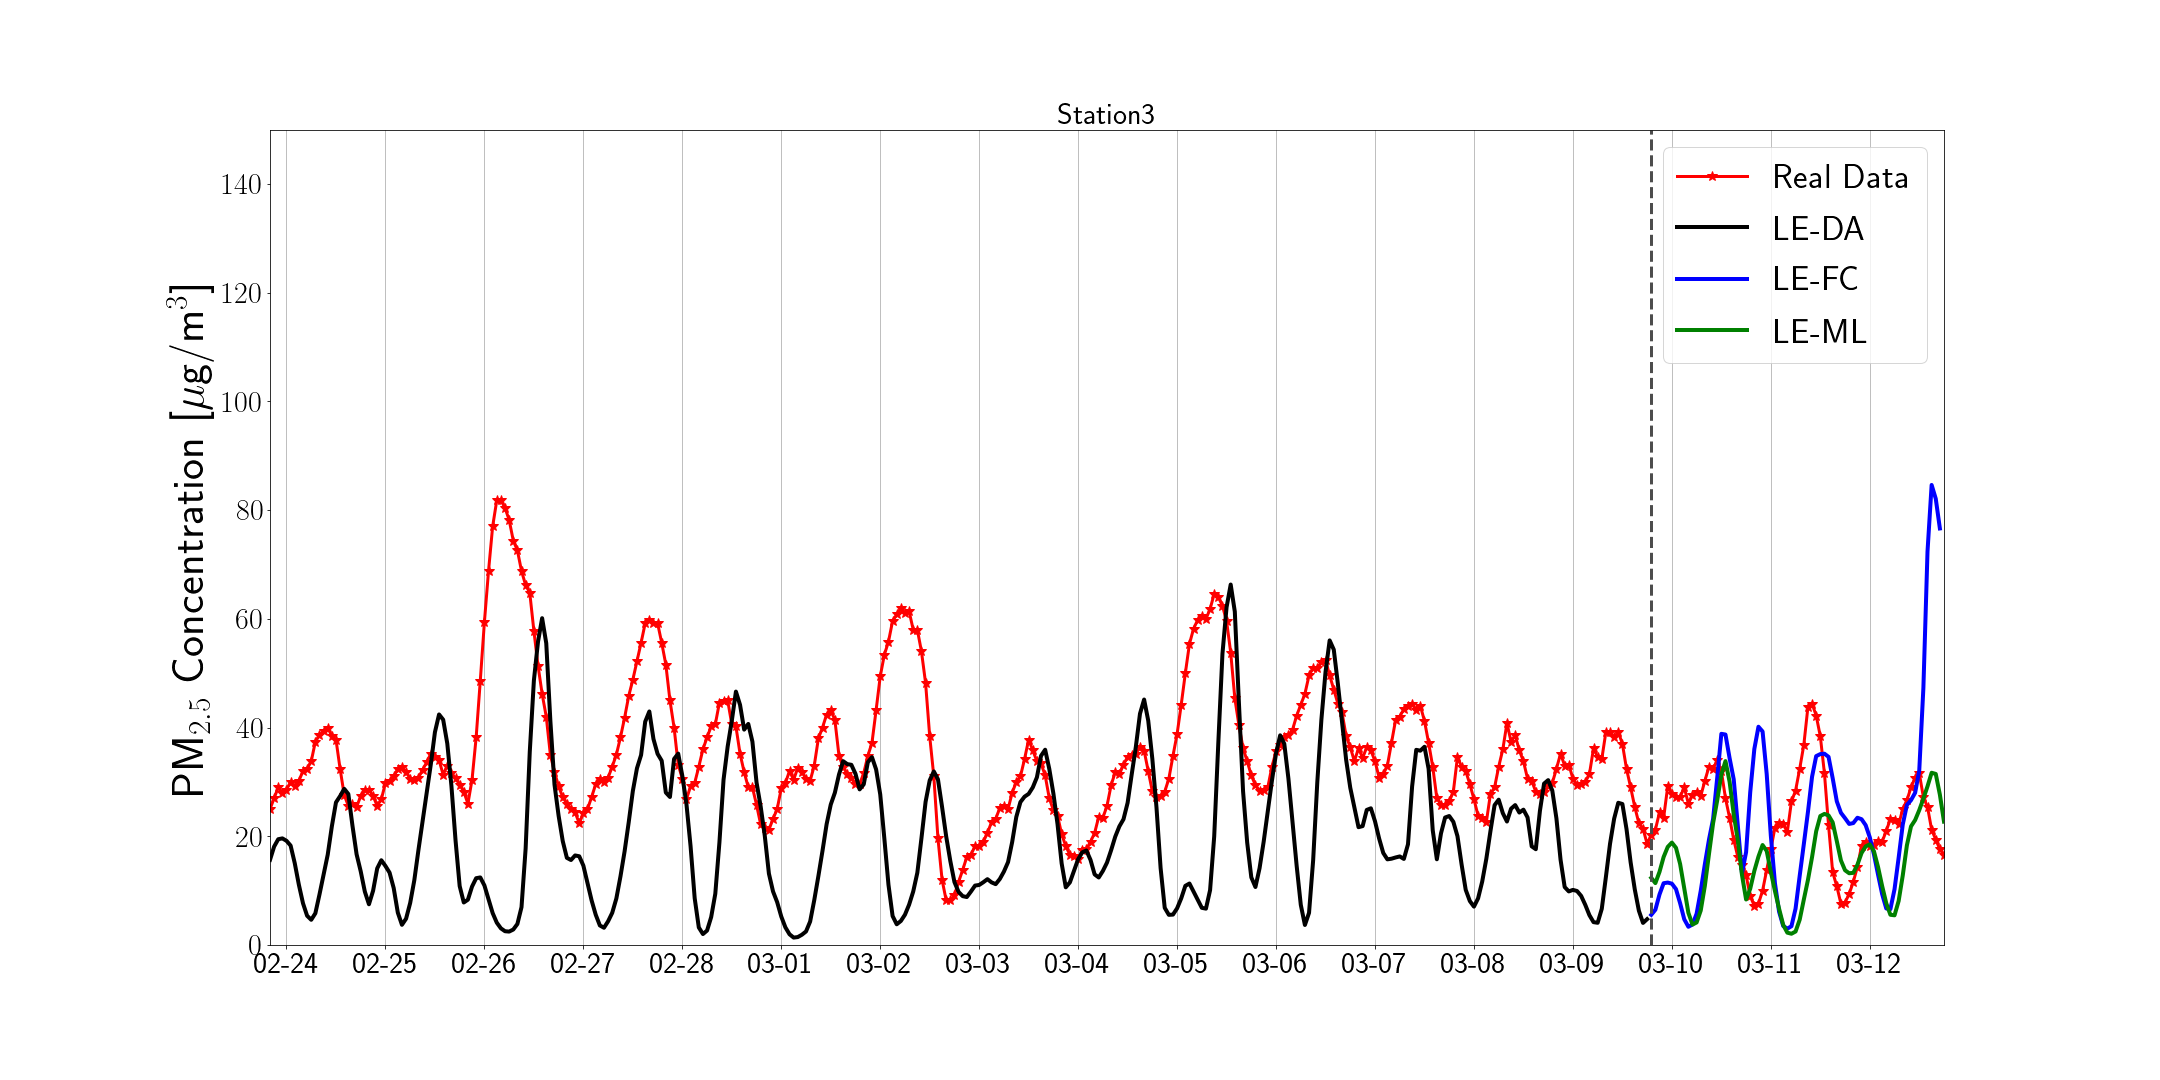 Station3
PM2.5 Concentration [μg/m3]
140
120
100
80
60
40
20
0
Real Data
LE-DA
LE-FC
LE-ML
02-24 02-25 02-26 02-27 02-28 03-01 03-02 03-03 03-04 03-05 03-06 03-07 03-08 03-09 03-10 03-11 03-12